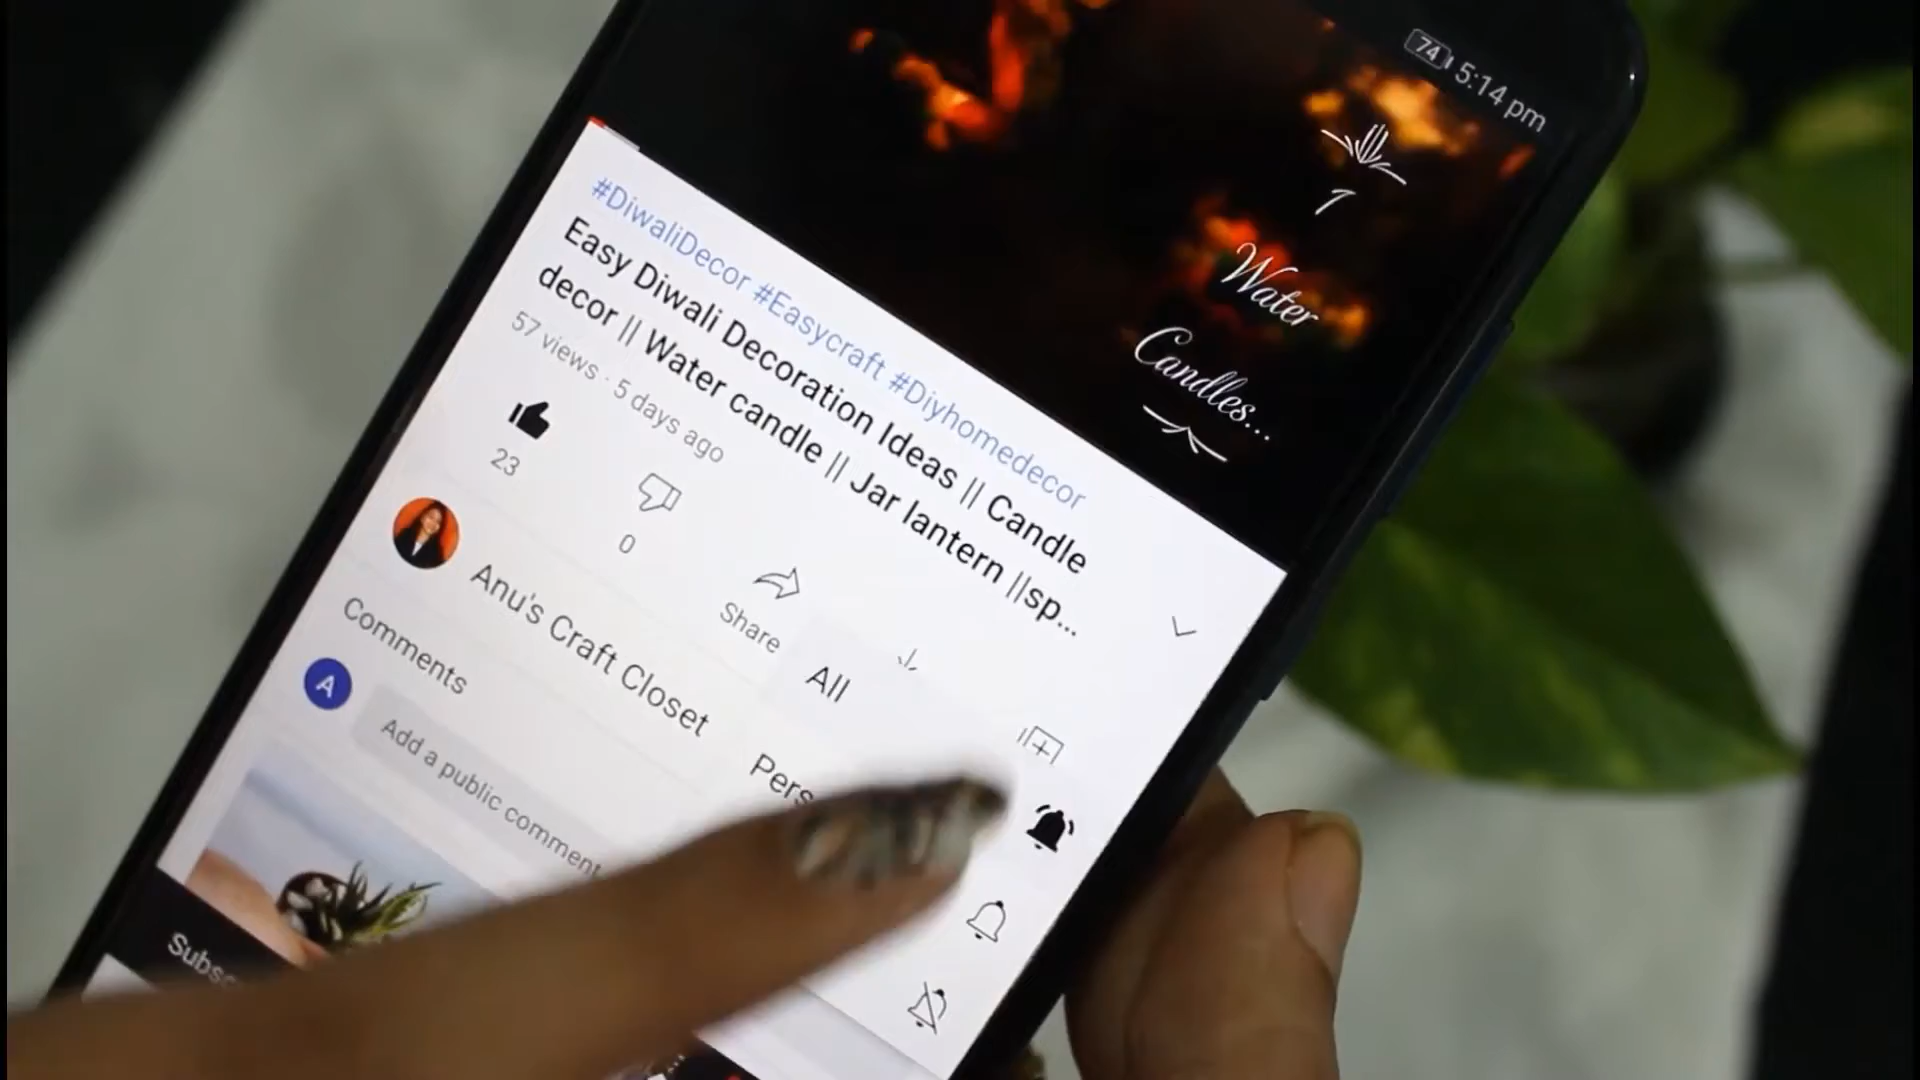 74 5:14 pm
1
Water
Candles...
#DiwaliDecor #Easycraft #Diyhomedecor
Easy Diwali Decoration Ideas || Candle
decor || Water candle || Jar lantern ||sp...
57 views · 5 days ago
23
0
Share
All
Anu's Craft Closet
Comments
A
Add a public comment